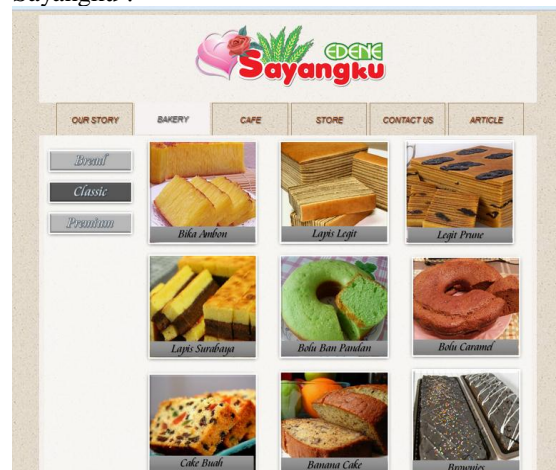 Sayangku .
EDENE
Sayangku
OUR STORY BAKERY CAFE STORE CONTACT US ARTICLE
Bread
Classic
Premium
Bika Ambon Lapis Legit Legit Prune
Lapis Surabaya Bolu Ban Pandan Bolu Caramel
Cake Buah Banana Cake Brownies